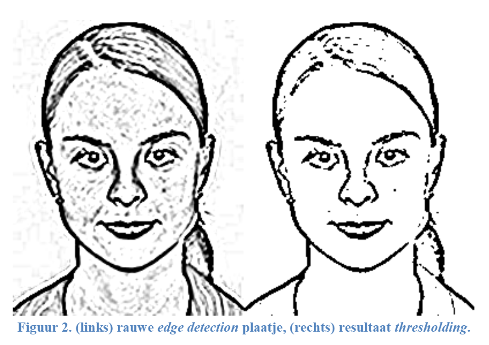 Figuur 2. (links) rauwe edge detection plaatje, (rechts) resultaat thresholding.